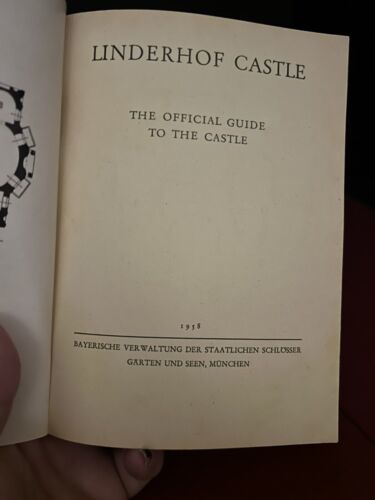 LINDERHOF CASTLE
THE OFFICIAL GUIDE
TO THE CASTLE
1958
BAYERISCHE VERWALTUNG DER STAATLICHEN SCHLÖSSER
GÄRTEN UND SEEN, MÜNCHEN